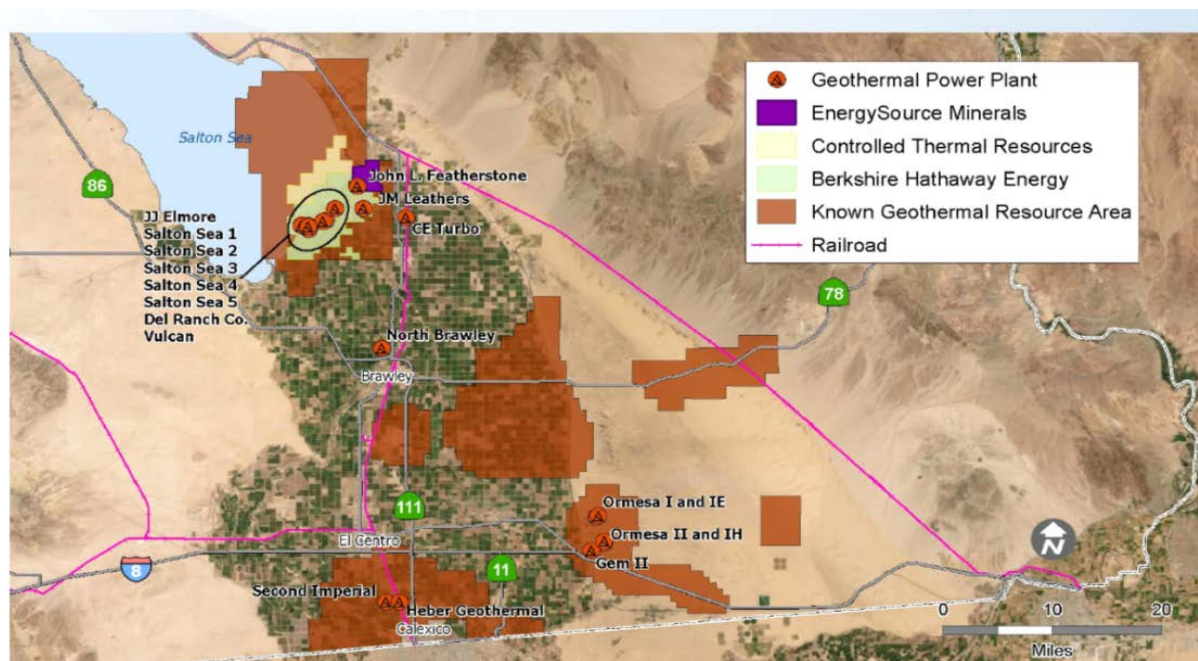 Geothermal Power Plant
EnergySource Minerals
Controlled Thermal Resources
Berkshire Hathaway Energy
Known Geothermal Resource Area
Railroad
Salton Sea
86
John L. Featherstone
JM Leathers
CE Turbo
JJ Elmore
Salton Sea 1
Salton Sea 2
Salton Sea 3
Salton Sea 4
Salton Sea 5
Del Ranch Co.
Vulcan
78
North Brawley
Brawley
111
Ormesa I and IE
Ormesa II and IH
Gem II
El Centro
8
11
Second Imperial
Heber Geothermal
Calexico
N
0 10 20
Miles